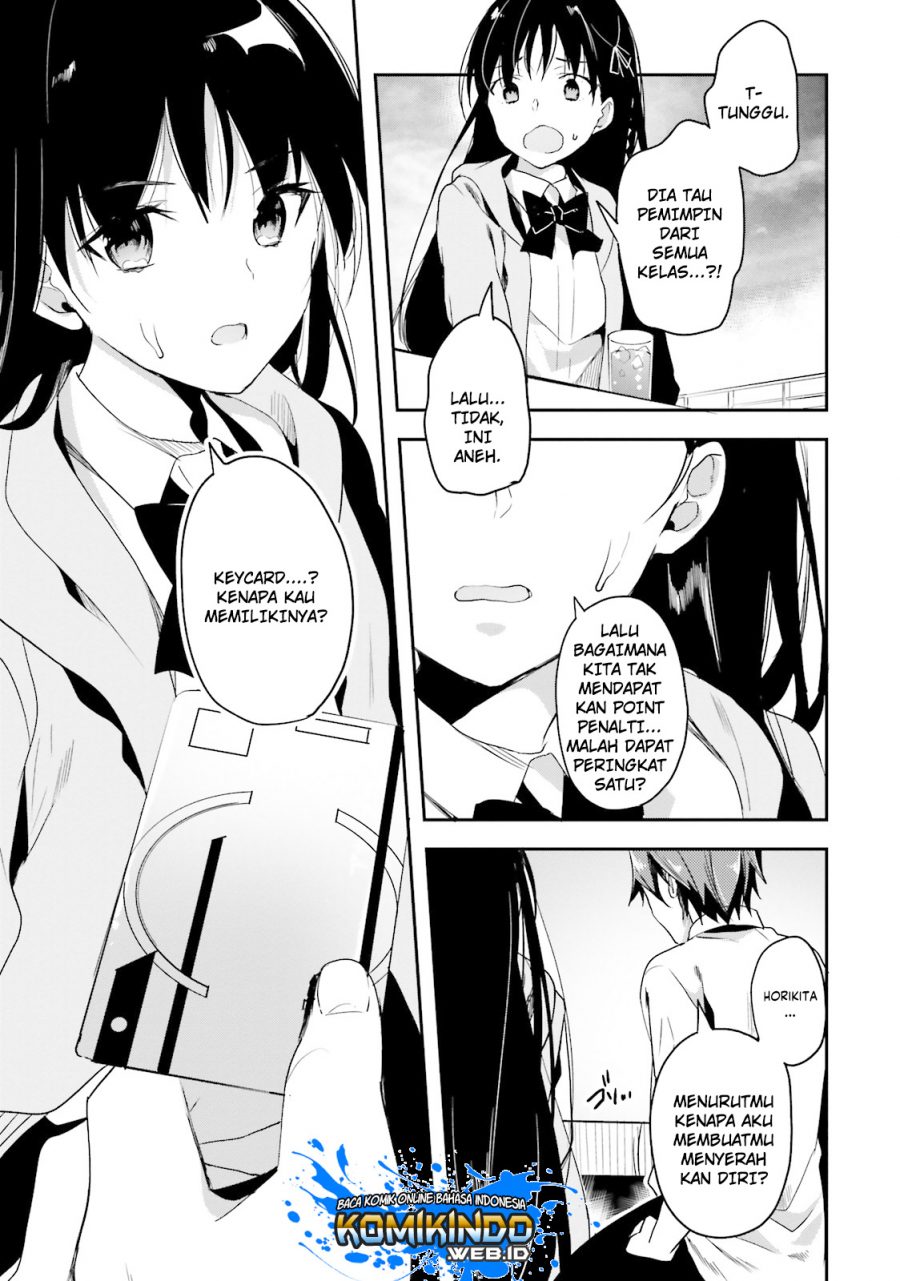 T-
TUNGGU.
DIA TAU
PEMIMPIN
DARI
SEMUA
KELAS...?!
LALU...
TIDAK,
INI
ANEH.
LALU
BAGAIMANA
KITA TAK
MENDAPAT
KAN POINT
PENALTI...
MALAH DAPAT
PERINGKAT
SATU?
HORIKITA
...
MENURUTMU
KENAPA AKU
MEMBUATMU
MENYERAH
KAN DIRI?
KEYCARD....?
KENAPA KAU
MEMILIKINYA?
BACA KOMIK ONLINE BAHASA INDONESIA
KOMIKINDO
WEB.ID